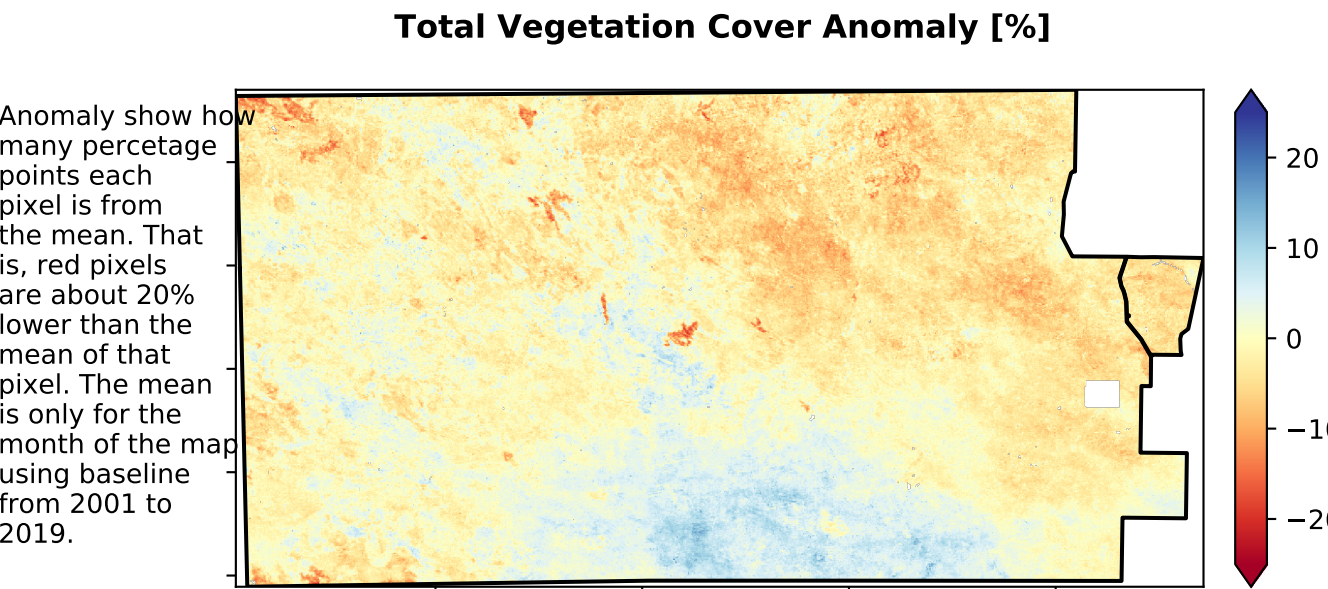 Total Vegetation Cover Anomaly [%]
Anomaly show how
many percetage
points each
pixel is from
the mean. That
is, red pixels
are about 20%
lower than the
mean of that
pixel. The mean
is only for the
month of the map
using baseline
from 2001 to
2019.
20
10
0
−10
−20